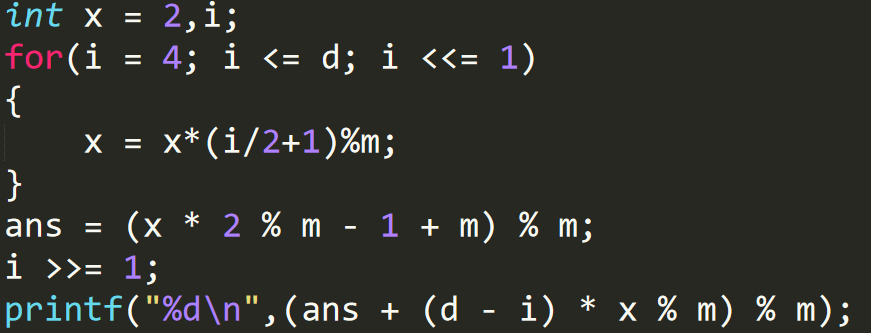 int x = 2,i;
for(i = 4; i <= d; i <<= 1)
{
x = x*(i/2+1)%m;
}
ans = (x * 2 % m - 1 + m) % m;
i >>= 1;
printf("%d\n",(ans + (d - i) * x % m) % m);